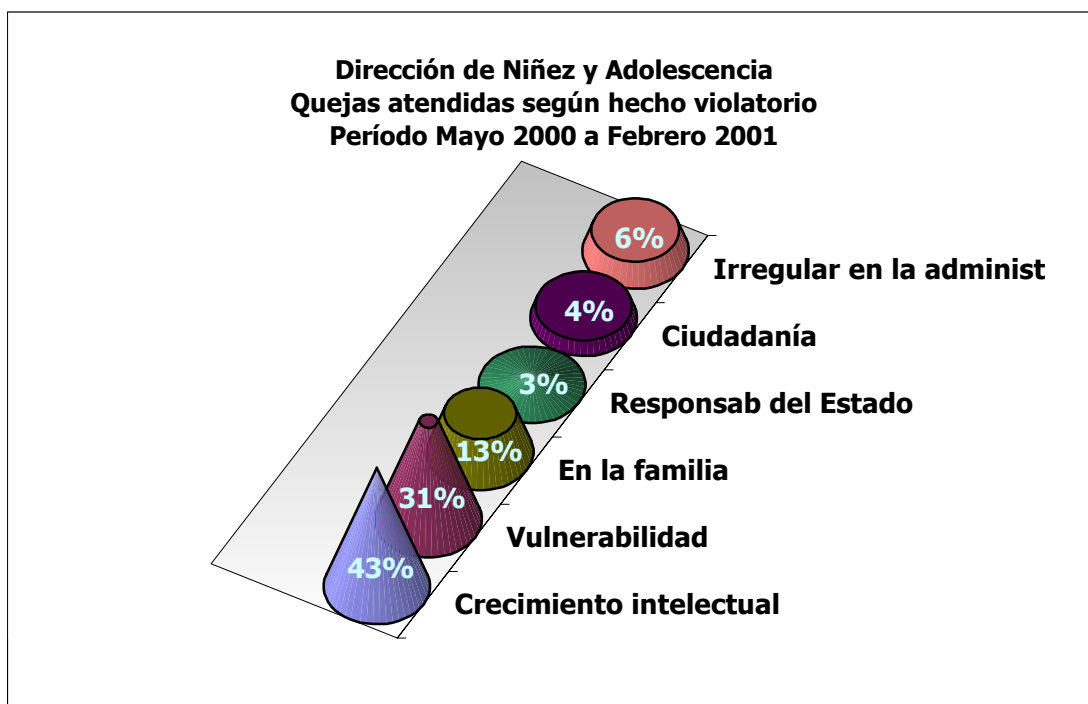 Dirección de Niñez y Adolescencia
Quejas atendidas según hecho violatorio
Período Mayo 2000 a Febrero 2001
6%
Irregular en la administ
4%
Ciudadanía
3%
Responsab del Estado
13%
En la familia
31%
Vulnerabilidad
43%
Crecimiento intelectual